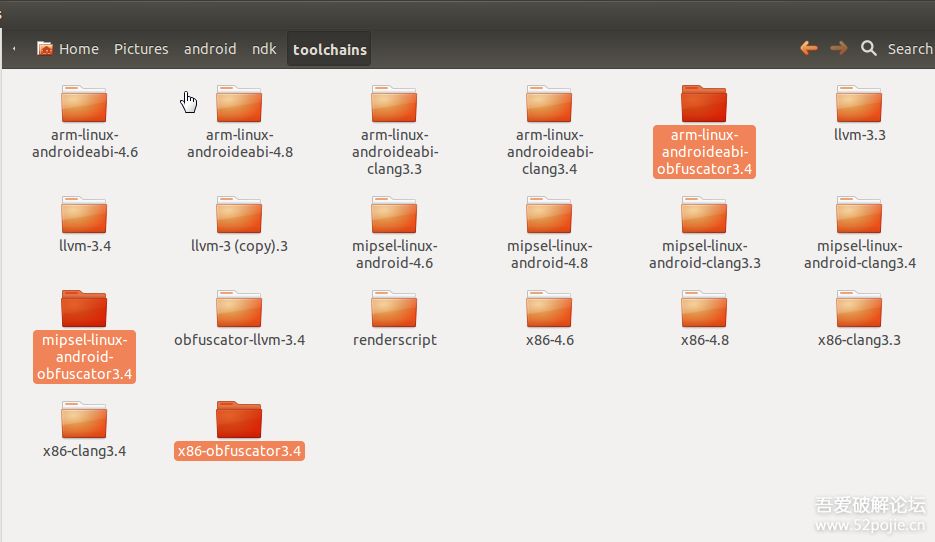 Home Pictures android ndk toolchains Search
arm-linux-
androideabi-4.6
arm-linux-
androideabi-4.8
arm-linux-
androideabi-
clang3.3
arm-linux-
androideabi-
clang3.4
arm-linux-
androideabi-
obfuscator3.4
llvm-3.3
llvm-3.4
llvm-3 (copy).3
mipsel-linux-
android-4.6
mipsel-linux-
android-4.8
mipsel-linux-
android-clang3.3
mipsel-linux-
android-clang3.4
mipsel-linux-
android-
obfuscator3.4
obfuscator-llvm-3.4
renderscript
x86-4.6
x86-4.8
x86-clang3.3
x86-clang3.4
x86-obfuscator3.4
吾爱破解论坛
www.52pojie.cn